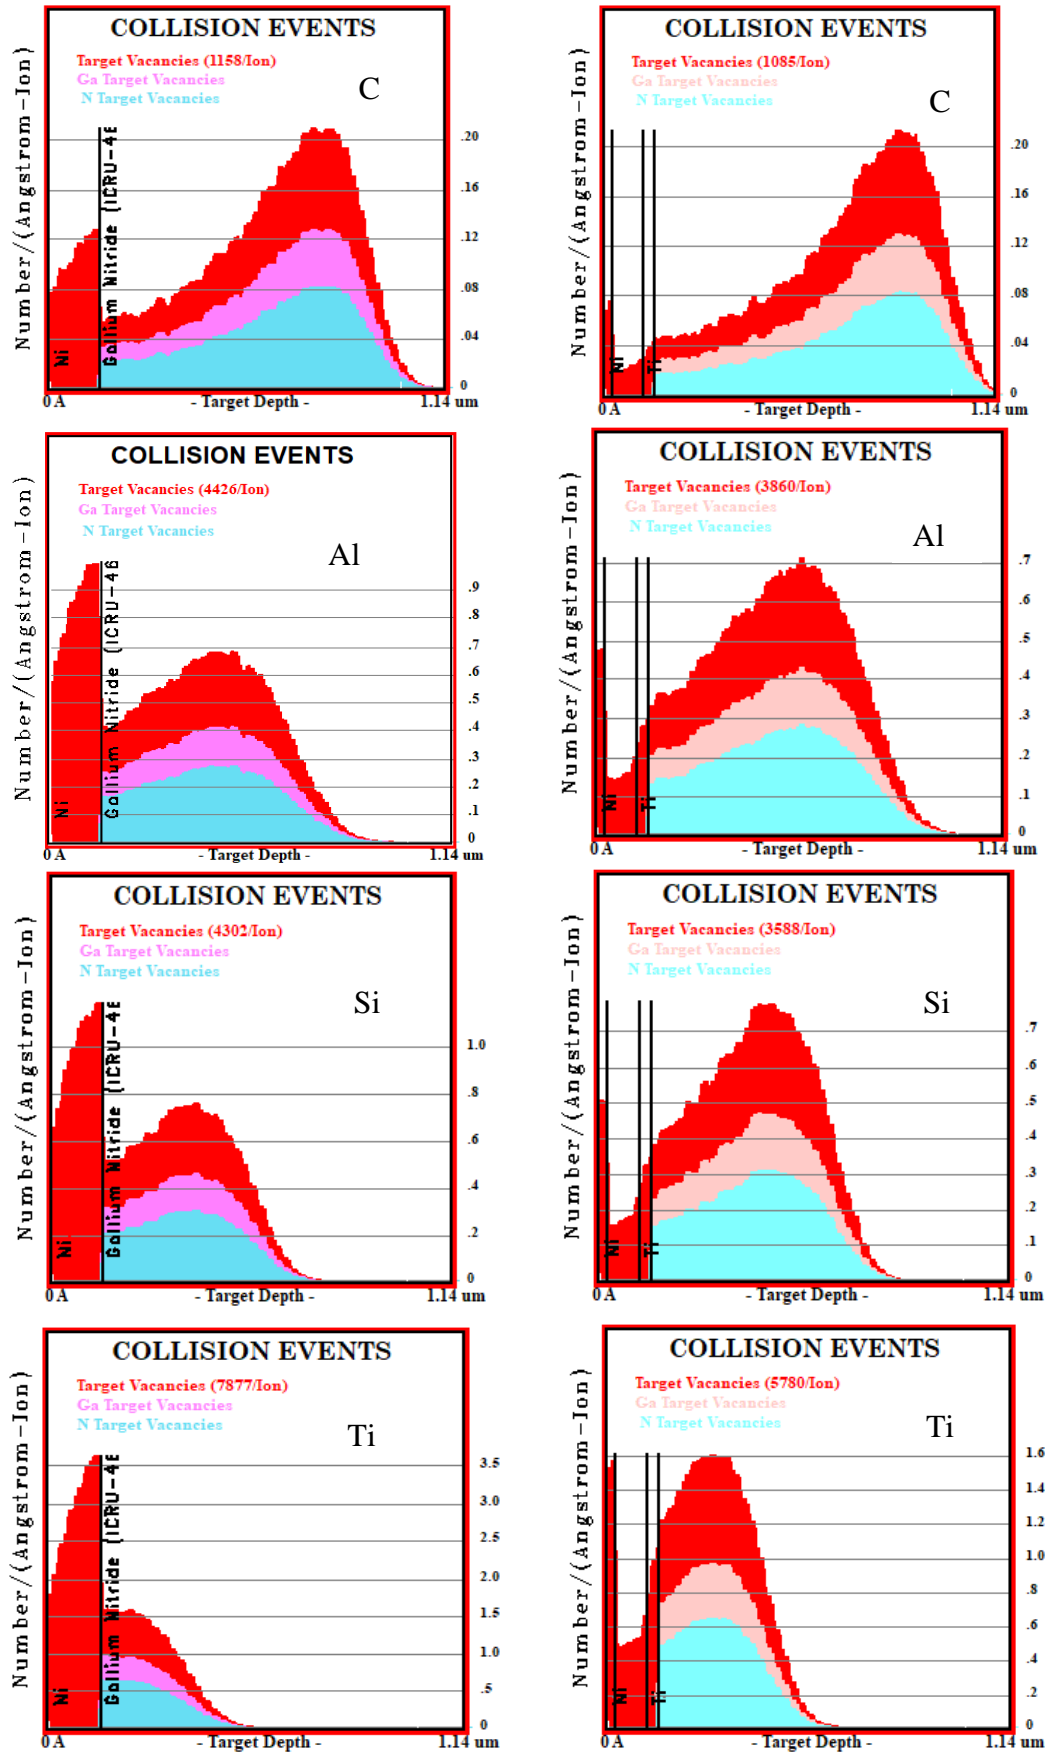 COLLISION EVENTS
Target Vacancies (1158/Ion)
Ga Target Vacancies
N Target Vacancies
C
Number/(Angstrom-Ion)
Ni
Gallium Nitride (ICRU-46
.20
.16
.12
.08
.04
0
0 A
- Target Depth -
1.14 um
COLLISION EVENTS
Target Vacancies (1085/Ion)
Ga Target Vacancies
N Target Vacancies
C
Number/(Angstrom-Ion)
Ni
Ti
.20
.16
.12
.08
.04
0
0 A
- Target Depth -
1.14 um
COLLISION EVENTS
Target Vacancies (4426/Ion)
Ga Target Vacancies
N Target Vacancies
Al
Number/(Angstrom-Ion)
Ni
Gallium Nitride (ICRU-46
.9
.8
.7
.6
.5
.4
.3
.2
.1
0
0 A
- Target Depth -
1.14 um
COLLISION EVENTS
Target Vacancies (3860/Ion)
Ga Target Vacancies
N Target Vacancies
Al
Number/(Angstrom-Ion)
Ni
Ti
.7
.6
.5
.4
.3
.2
.1
0
0 A
- Target Depth -
1.14 um
COLLISION EVENTS
Target Vacancies (4302/Ion)
Ga Target Vacancies
N Target Vacancies
Si
Number/(Angstrom-Ion)
Ni
Gallium Nitride (ICRU-46
1.0
.8
.6
.4
.2
0
0 A
- Target Depth -
1.14 um
COLLISION EVENTS
Target Vacancies (3588/Ion)
Ga Target Vacancies
N Target Vacancies
Si
Number/(Angstrom-Ion)
Ni
Ti
.7
.6
.5
.4
.3
.2
.1
0
0 A
- Target Depth -
1.14 um
COLLISION EVENTS
Target Vacancies (7877/Ion)
Ga Target Vacancies
N Target Vacancies
Ti
Number/(Angstrom-Ion)
Ni
Gallium Nitride (ICRU-46
3.5
3.0
2.5
2.0
1.5
1.0
.5
0
0 A
- Target Depth -
1.14 um
COLLISION EVENTS
Target Vacancies (5780/Ion)
Ga Target Vacancies
N Target Vacancies
Ti
Number/(Angstrom-Ion)
Ni
Ti
1.6
1.4
1.2
1.0
.8
.6
.4
.2
0
0 A
- Target Depth -
1.14 um